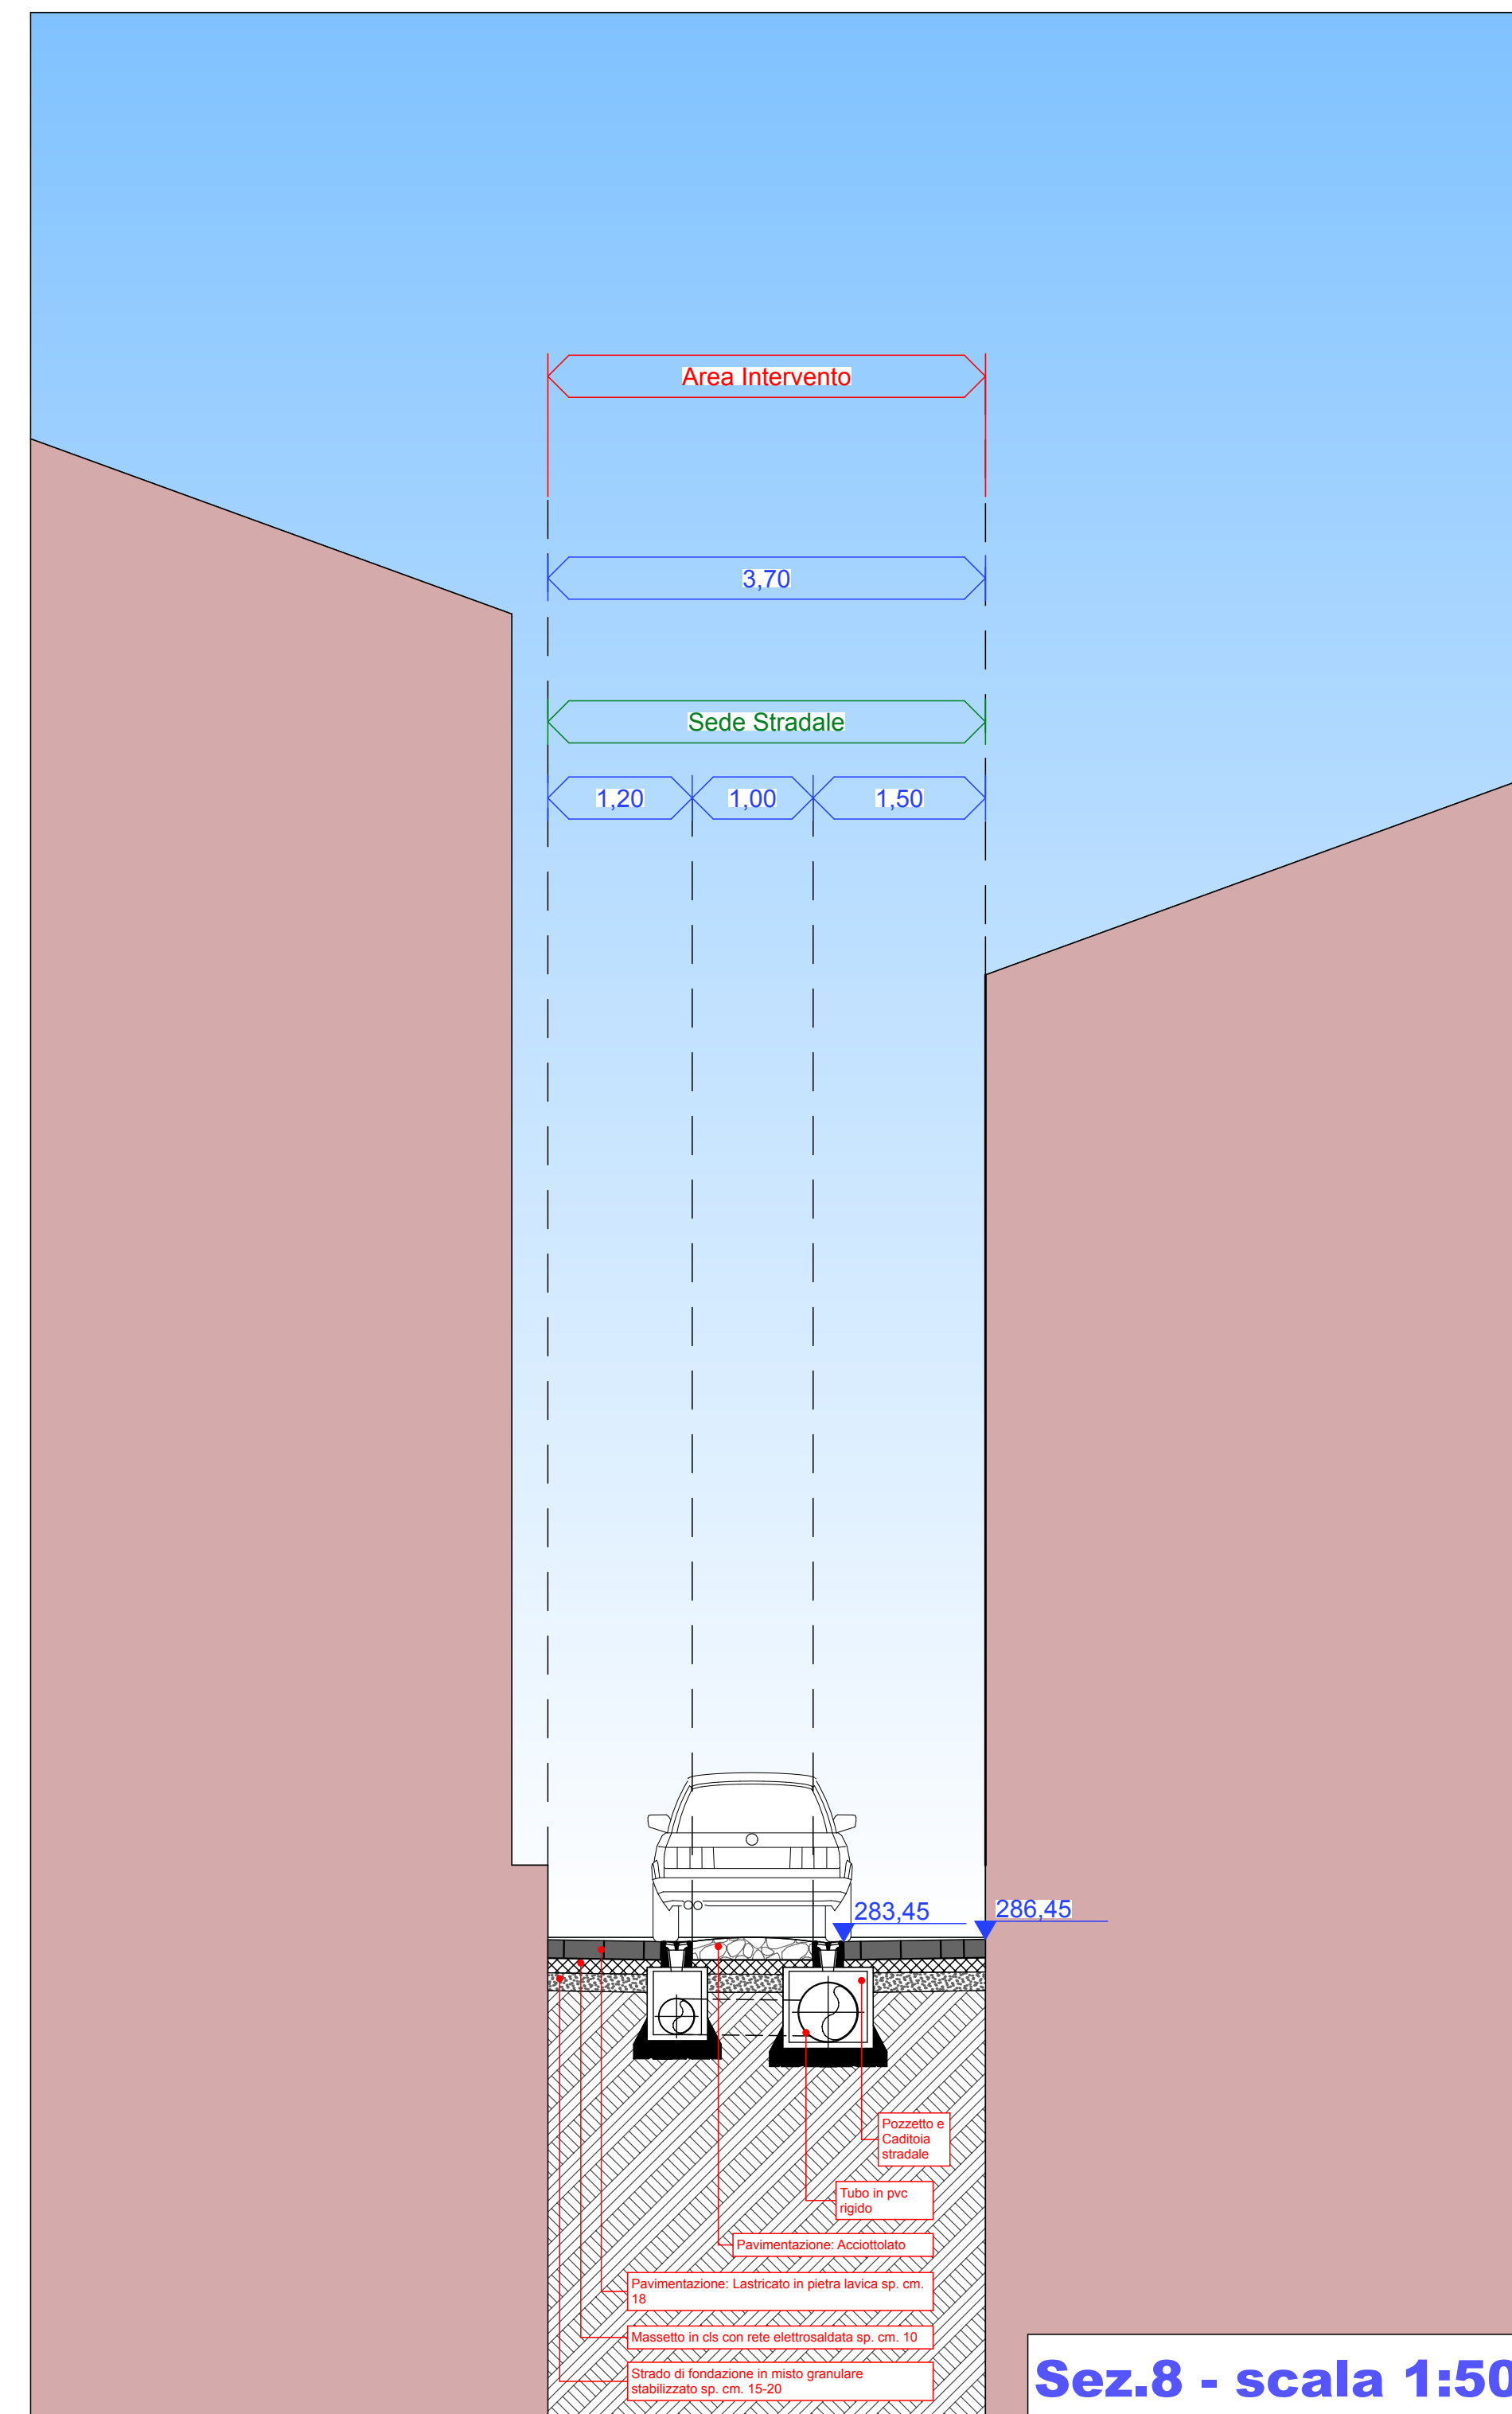 Area Intervento
3,70
Sede Stradale
1,20
1,00
1,50
283,45
286,45
Pozzetto e
Caditoia
stradale
Tubo in pvc
rigido
Pavimentazione: Acciottolato
Pavimentazione: Lastricato in pietra lavica sp. cm.
18
Massetto in cls con rete elettrosaldata sp. cm. 10
Strado di fondazione in misto granulare
stabilizzato sp. cm. 15-20
Sez.8 - scala 1:50